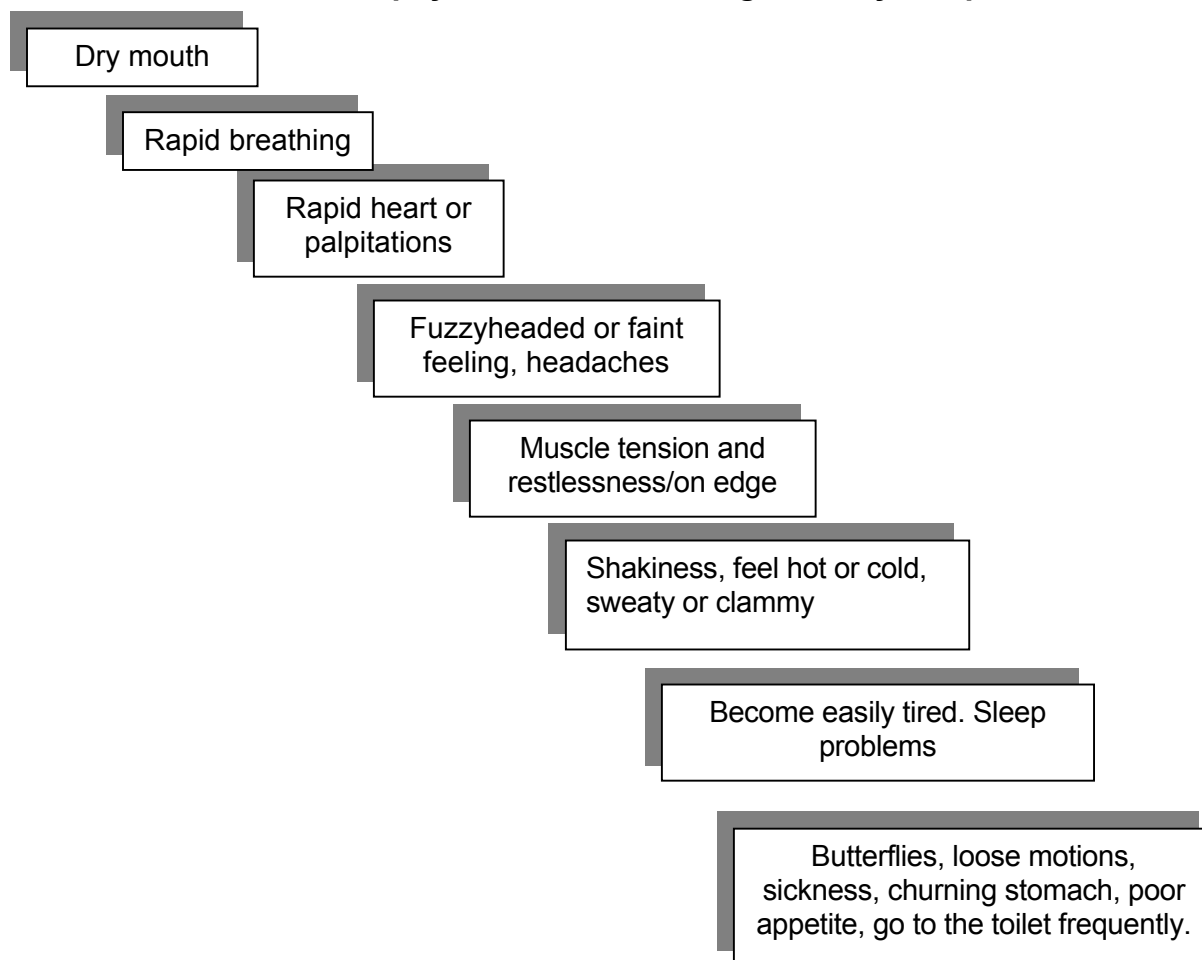 Dry mouth
Rapid breathing
Rapid heart or
palpitations
Fuzzyheaded or faint
feeling, headaches
Muscle tension and
restlessness/on edge
Shakiness, feel hot or cold,
sweaty or clammy
Become easily tired. Sleep
problems
Butterflies, loose motions,
sickness, churning stomach, poor
appetite, go to the toilet frequently.